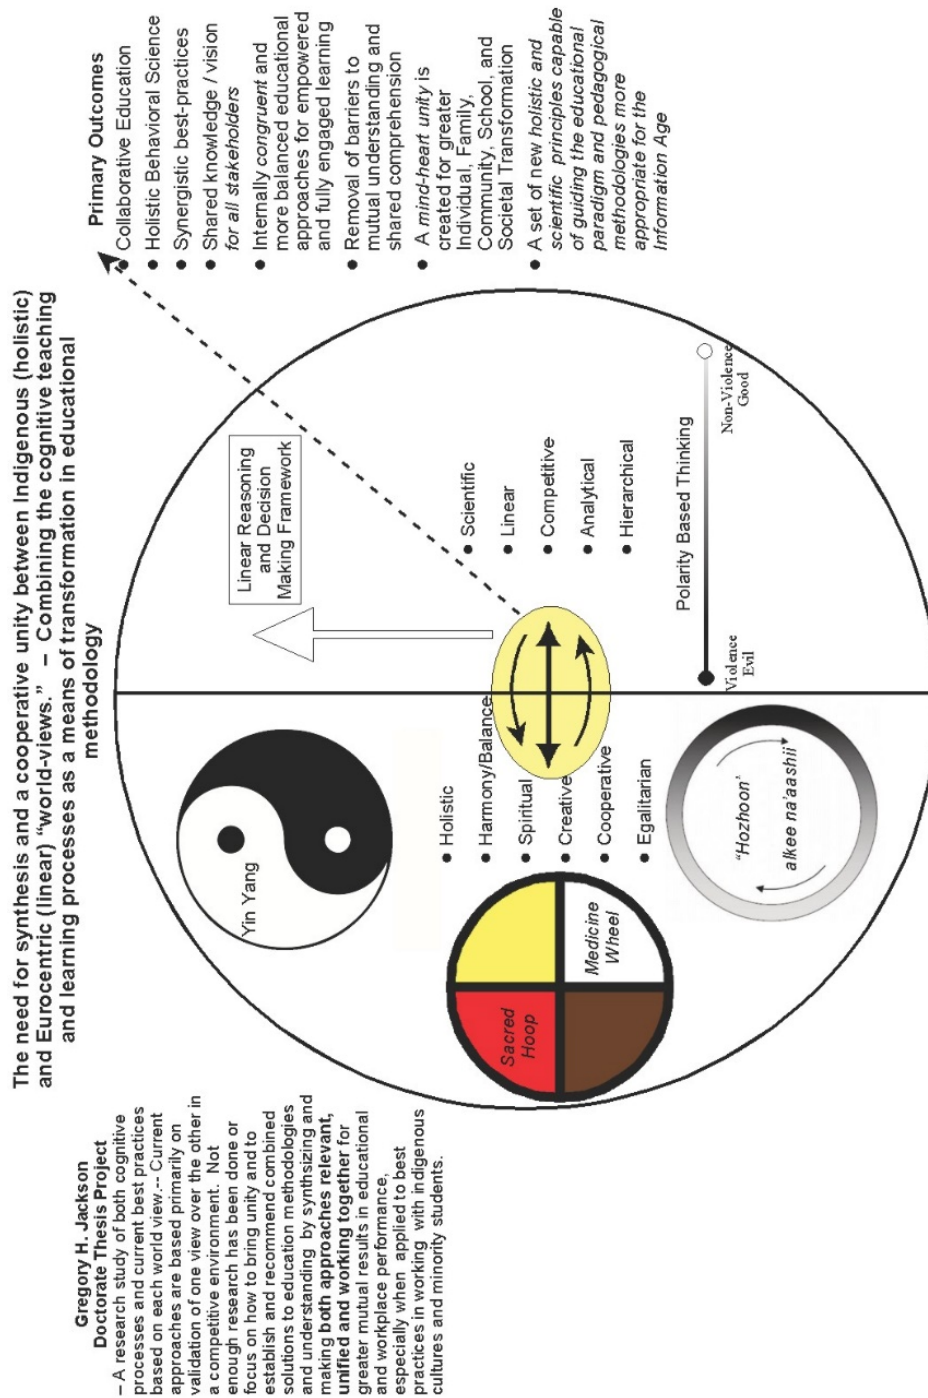 The need for synthesis and a cooperative unity between Indigenous (holistic)
and Eurocentric (linear) “world-views.” – Combining the cognitive teaching
and learning processes as a means of transformation in educational
methodology
Gregory H. Jackson
Doctorate Thesis Project
– A research study of both cognitive
processes and current best practices
based on each world view.-- Current
approaches are based primarily on
validation of one view over the other in
a competitive environment. Not
enough research has been done or
focus on how to bring unity and to
establish and recommend combined
solutions to education methodologies
and understanding by synthsizing and
making both approaches relevant,
unified and working together for
greater mutual results in educational
and workplace performance,
especially when applied to best
practices in working with indigenous
cultures and minority students.
Yin Yang
Sacred
Hoop
Medicine
Wheel
• Holistic
• Harmony/Balance
• Spiritual
• Creative
• Cooperative
• Egalitarian
“Hozhoon’
alkee na’aashii
Linear Reasoning
and Decision
Making Framework
• Scientific
• Linear
• Competitive
• Analytical
• Hierarchical
Polarity Based Thinking
Violence
Evil
Non-Violence
Good
Primary Outcomes
• Collaborative Education
• Holistic Behavioral Science
• Synergistic best-practices
• Shared knowledge / vision
for all stakeholders
• Internally congruent and
more balanced educational
approaches for empowered
and fully engaged learning
• Removal of barriers to
mutual understanding and
shared comprehension
• A mind-heart unity is
created for greater
Individual, Family,
Community, School, and
Societal Transformation
• A set of new holistic and
scientific principles capable
of guiding the educational
paradigm and pedagogical
methodologies more
appropriate for the
Information Age